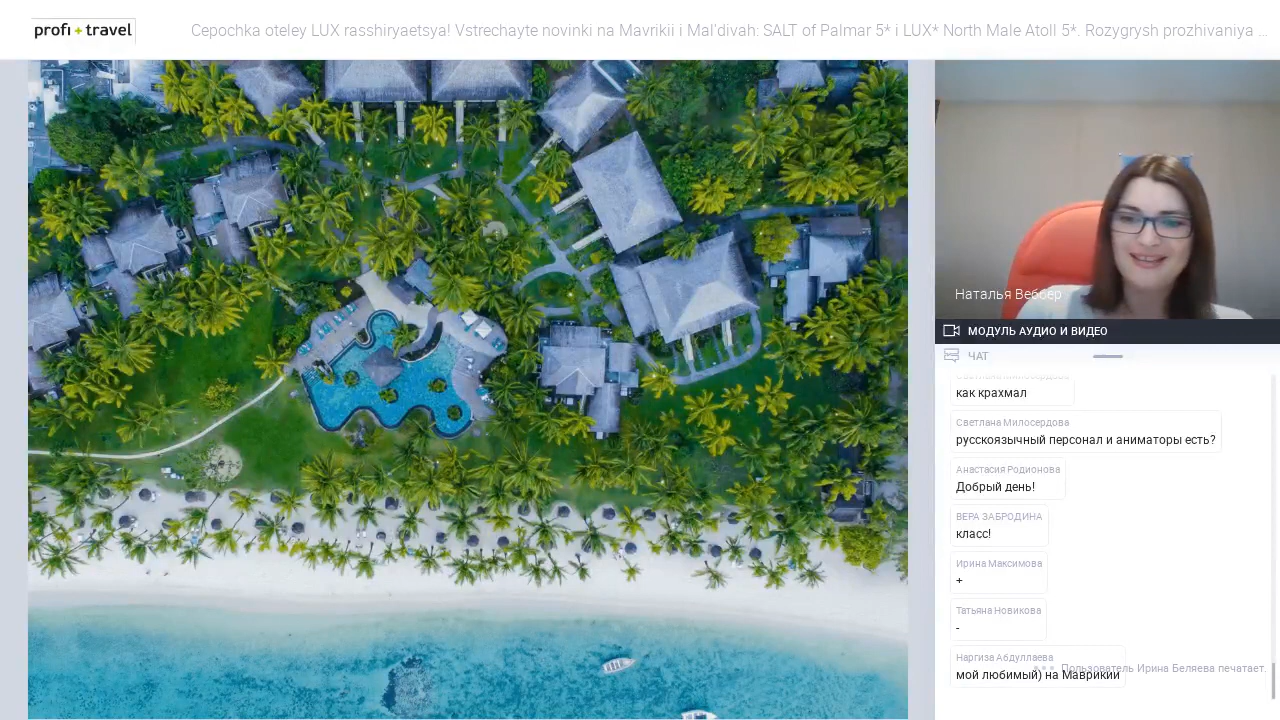 profi + travel
Cepochka oteley LUX rasshiryaetsya! Vstrechayte novinki na Mavrikii i Mal'divah: SALT of Palmar 5* i LUX* North Male Atoll 5*. Rozygrysh prozhivaniya ...
Наталья Веббер
МОДУЛЬ АУДИО И ВИДЕО
ЧАТ
как крахмал
Светлана Милосердова
русскоязычный персонал и аниматоры есть?
Анастасия Родионова
Добрый день!
ВЕРА ЗАБРОДИНА
класс!
Ирина Максимова
+
Татьяна Новикова
-
Наргиза Абдуллаева
Пользователь Ирина Беляева печатает.
мой любимый) на Маврикии